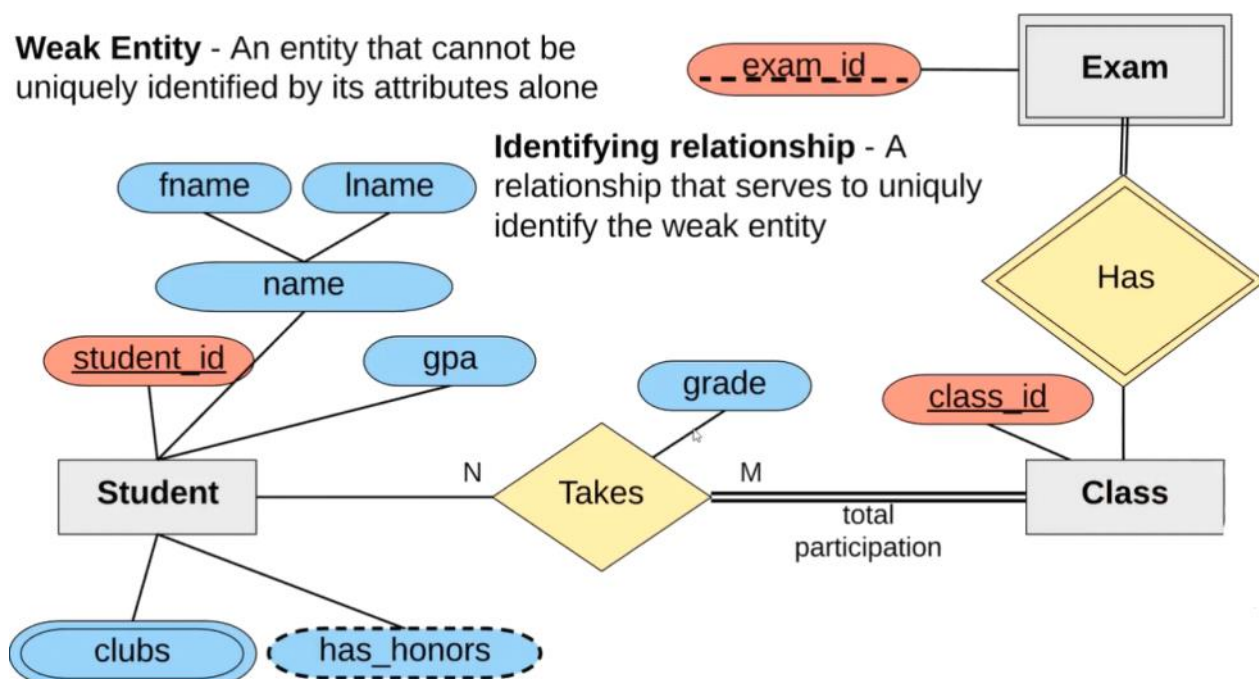 Weak Entity - An entity that cannot be
uniquely identified by its attributes alone
exam_id
Exam
Identifying relationship - A
relationship that serves to uniquly
identify the weak entity
fname
lname
name
Has
student_id
gpa
grade
class_id
Student
N
Takes
M
total
participation
Class
clubs
has_honors